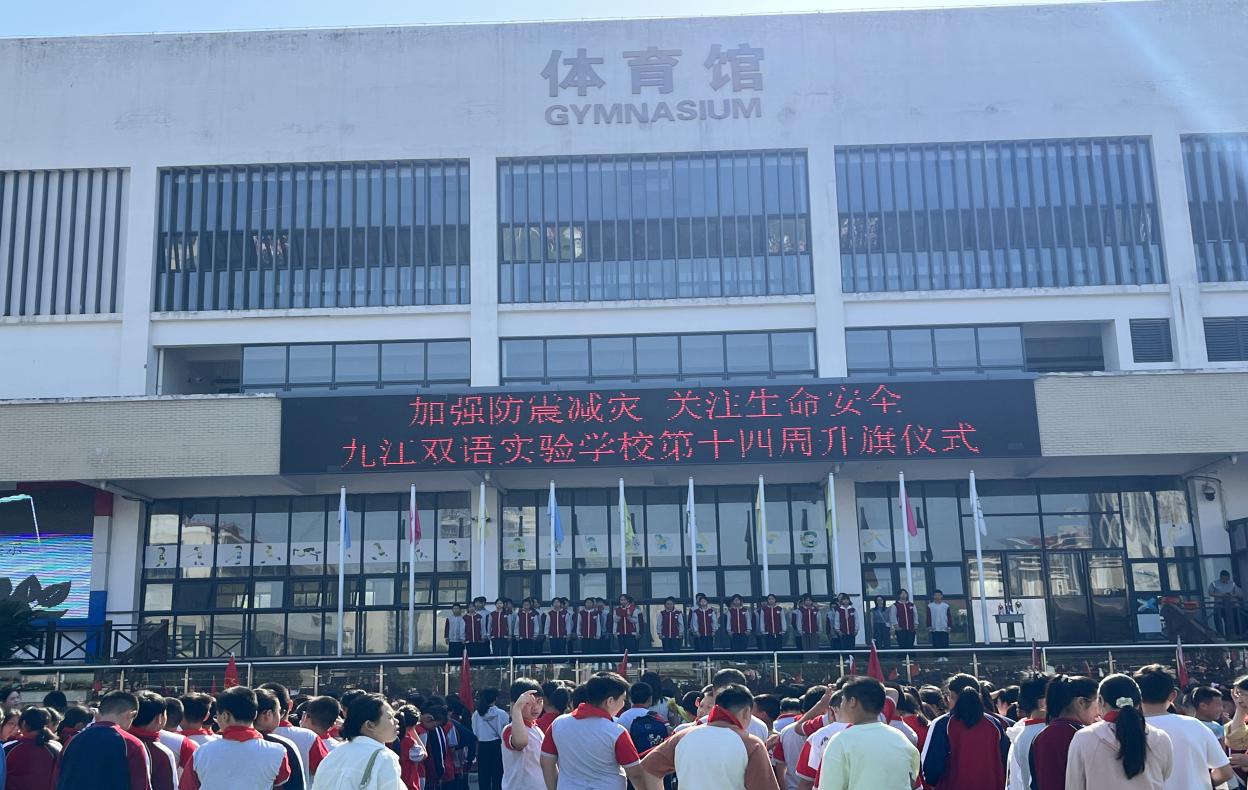 体育馆
GYMNASIUM
加强防震减灾 关注生命安全
九江双语实验学校第十四周升旗仪式